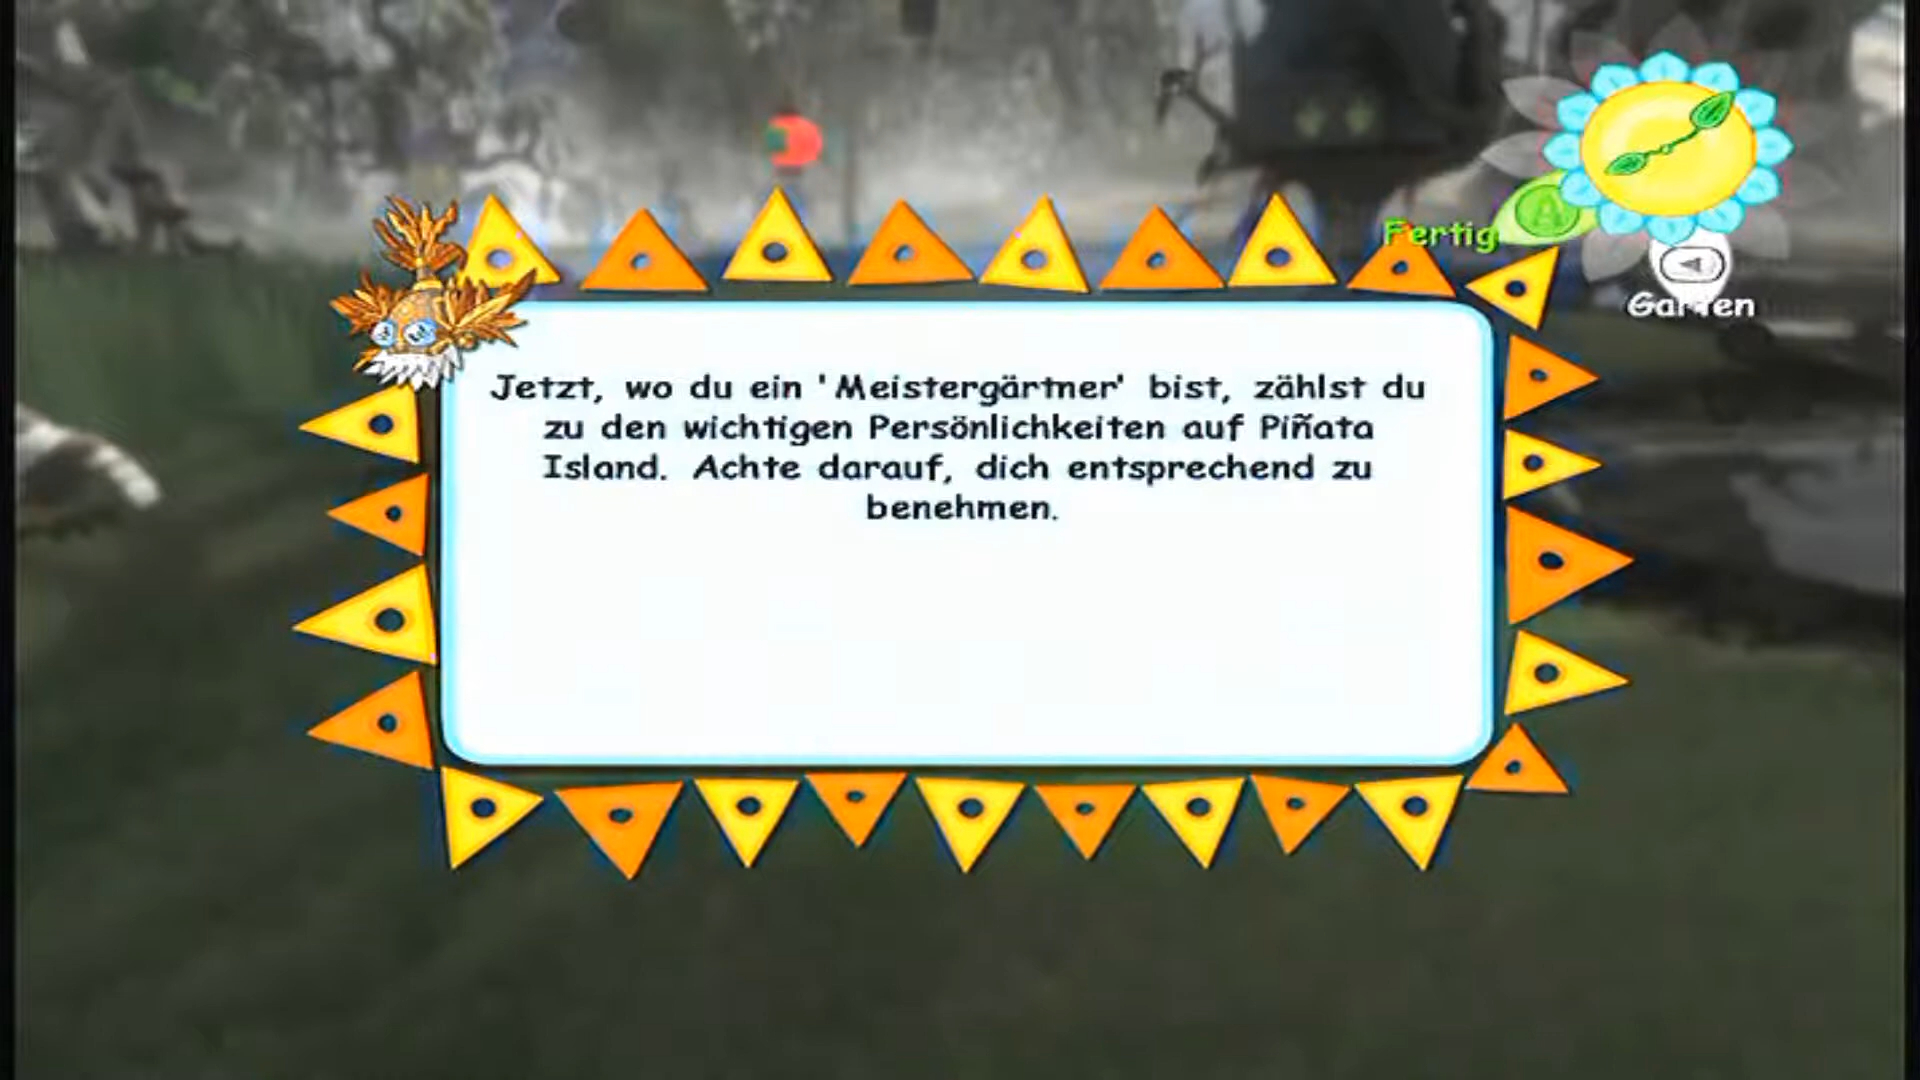 Fertig
A
Garten
Jetzt, wo du ein 'Meistergärtner' bist, zählst du
zu den wichtigen Persönlichkeiten auf Piñata
Island. Achte darauf, dich entsprechend zu
benehmen.